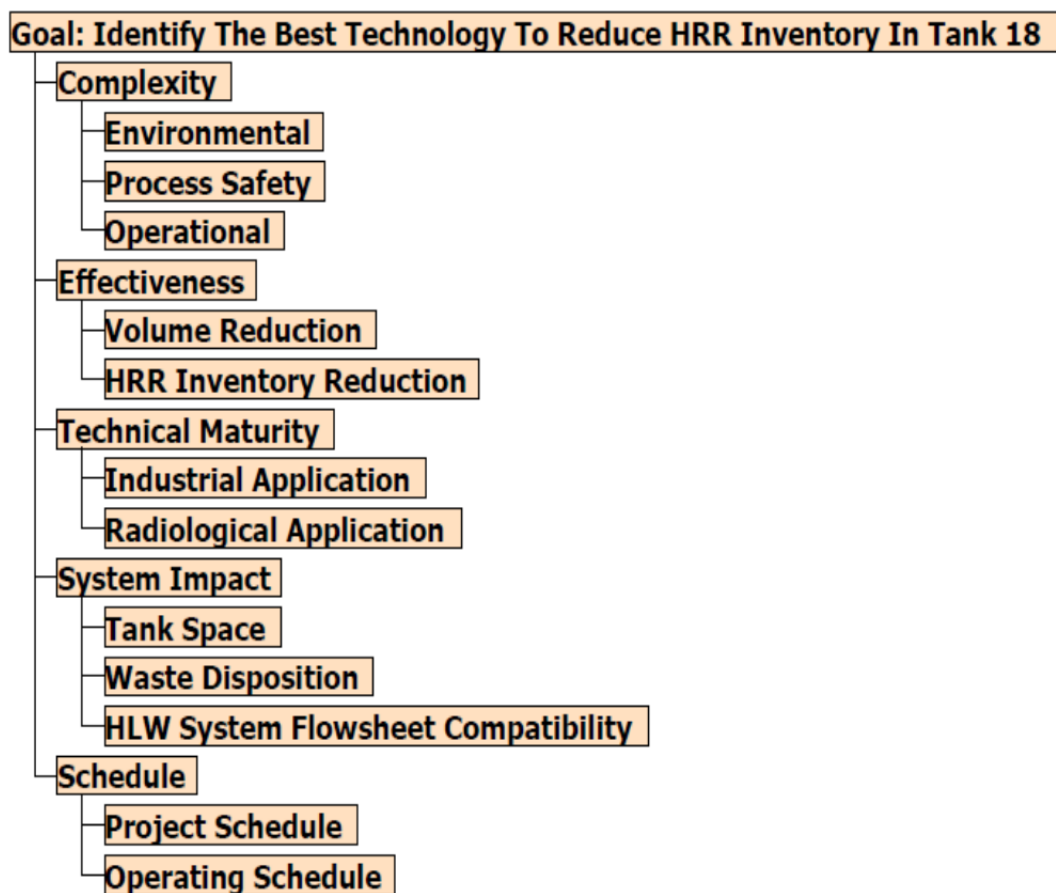 Goal: Identify The Best Technology To Reduce HRR Inventory In Tank 18
Complexity
Environmental
Process Safety
Operational
Effectiveness
Volume Reduction
HRR Inventory Reduction
Technical Maturity
Industrial Application
Radiological Application
System Impact
Tank Space
Waste Disposition
HLW System Flowsheet Compatibility
Schedule
Project Schedule
Operating Schedule